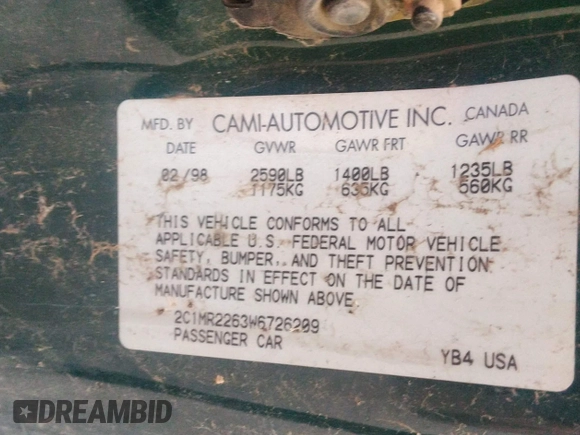 MFD. BY CAMI-AUTOMOTIVE INC. CANADA
DATE GVWR GAWR FRT GAWR RR
02/98 2590LB 1400LB 1235LB
1175KG 635KG 560KG
THIS VEHICLE CONFORMS TO ALL
APPLICABLE U.S. FEDERAL MOTOR VEHICLE
SAFETY, BUMPER, AND THEFT PREVENTION
STANDARDS IN EFFECT ON THE DATE OF
MANUFACTURE SHOWN ABOVE.
2C1MR2263W6726209
PASSENGER CAR
YB4 USA
DREAMBID